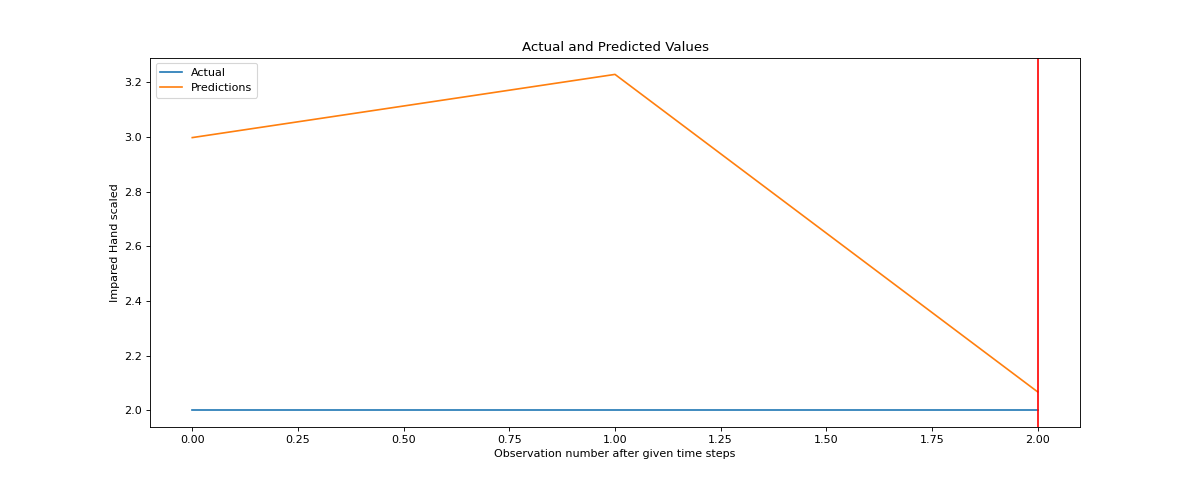 Actual and Predicted Values
Actual
Predictions
3.2
3.0
2.8
2.6
2.4
2.2
2.0
Impared Hand scaled
0.00 0.25 0.50 0.75 1.00 1.25 1.50 1.75 2.00
Observation number after given time steps